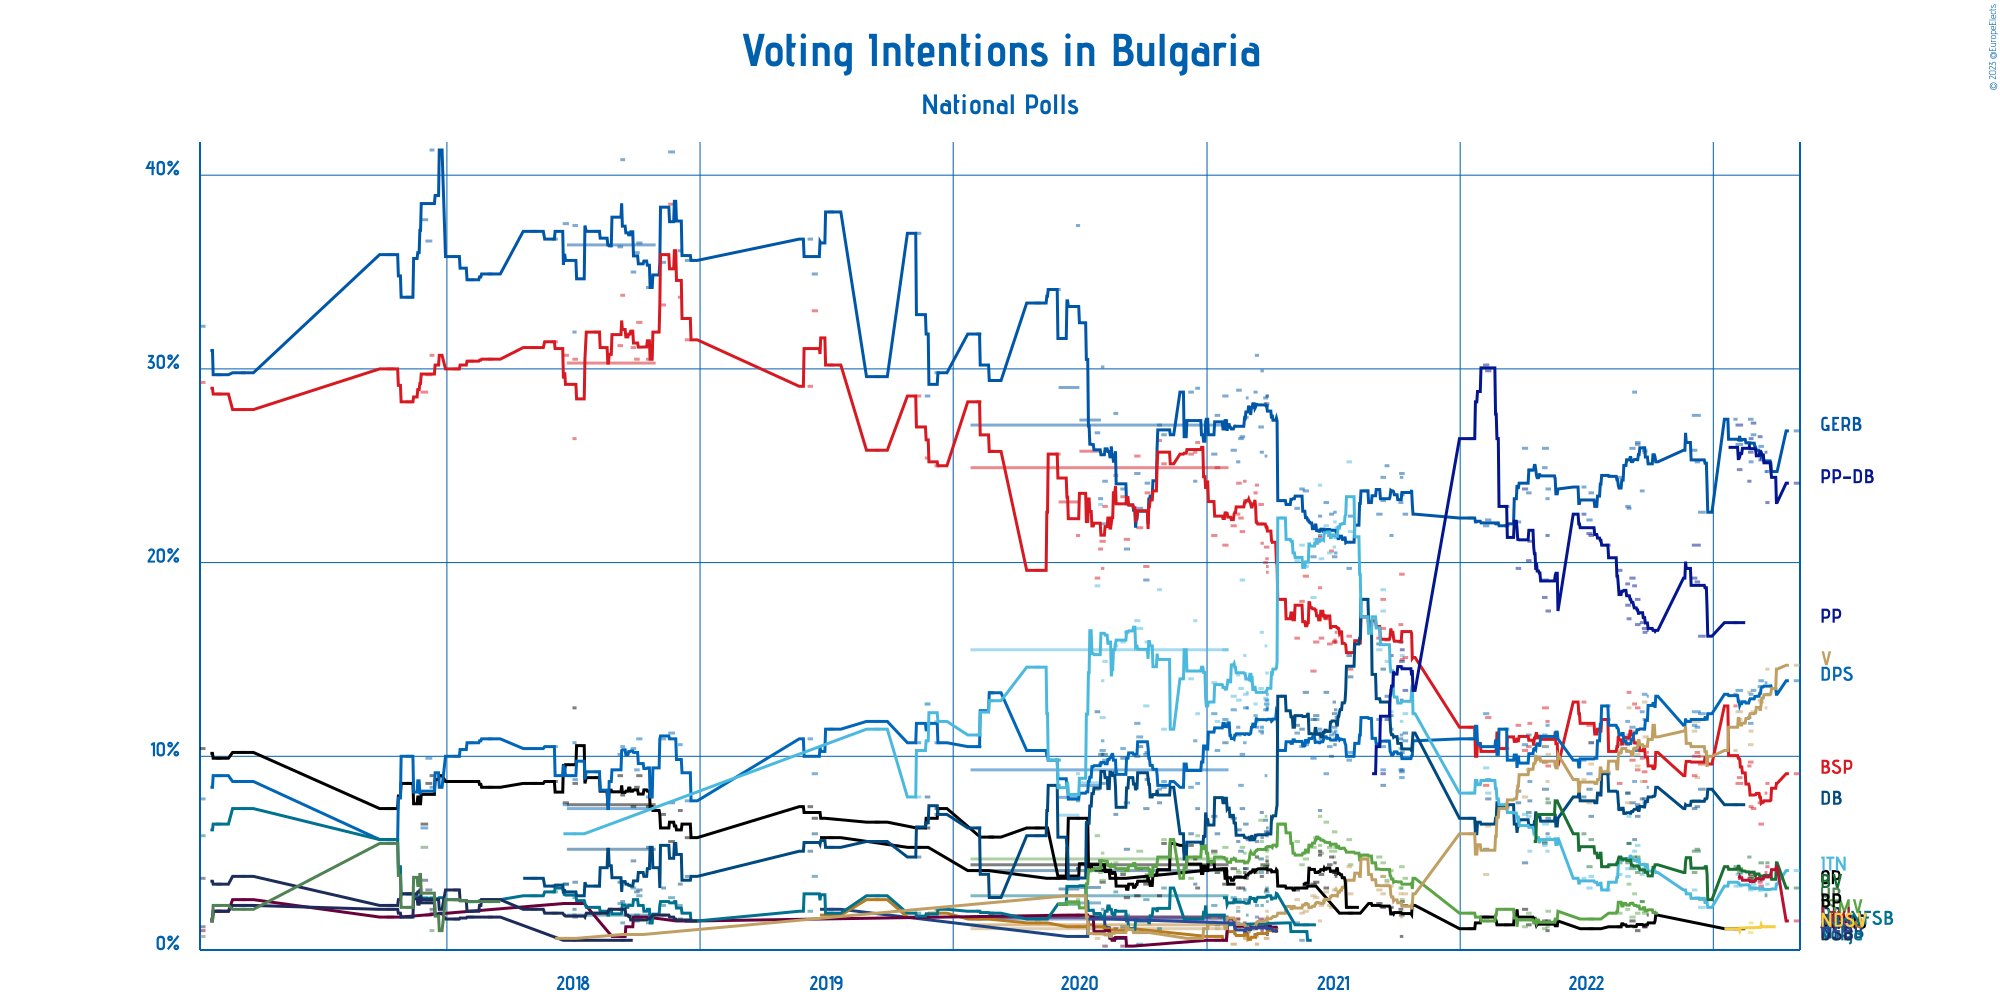 Voting Intentions in Bulgaria
National Polls
© 2023 @EuropeElects
40%
30%
20%
10%
0%
GERB
PP-DB
PP
V
DPS
BSP
DB
ITN
2018
2019
2020
2021
2022